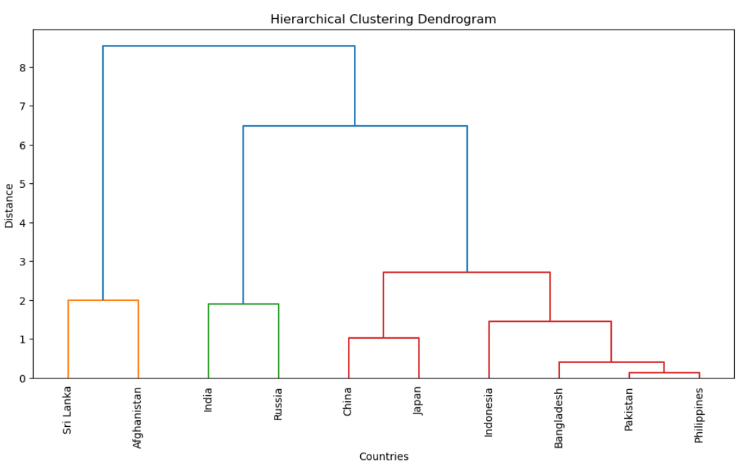 Hierarchical Clustering Dendrogram
8
7
6
5
4
3
2
1
0
Distance
Sri Lanka
Afghanistan
India
Russia
China
Japan
Indonesia
Bangladesh
Pakistan
Philippines
Countries